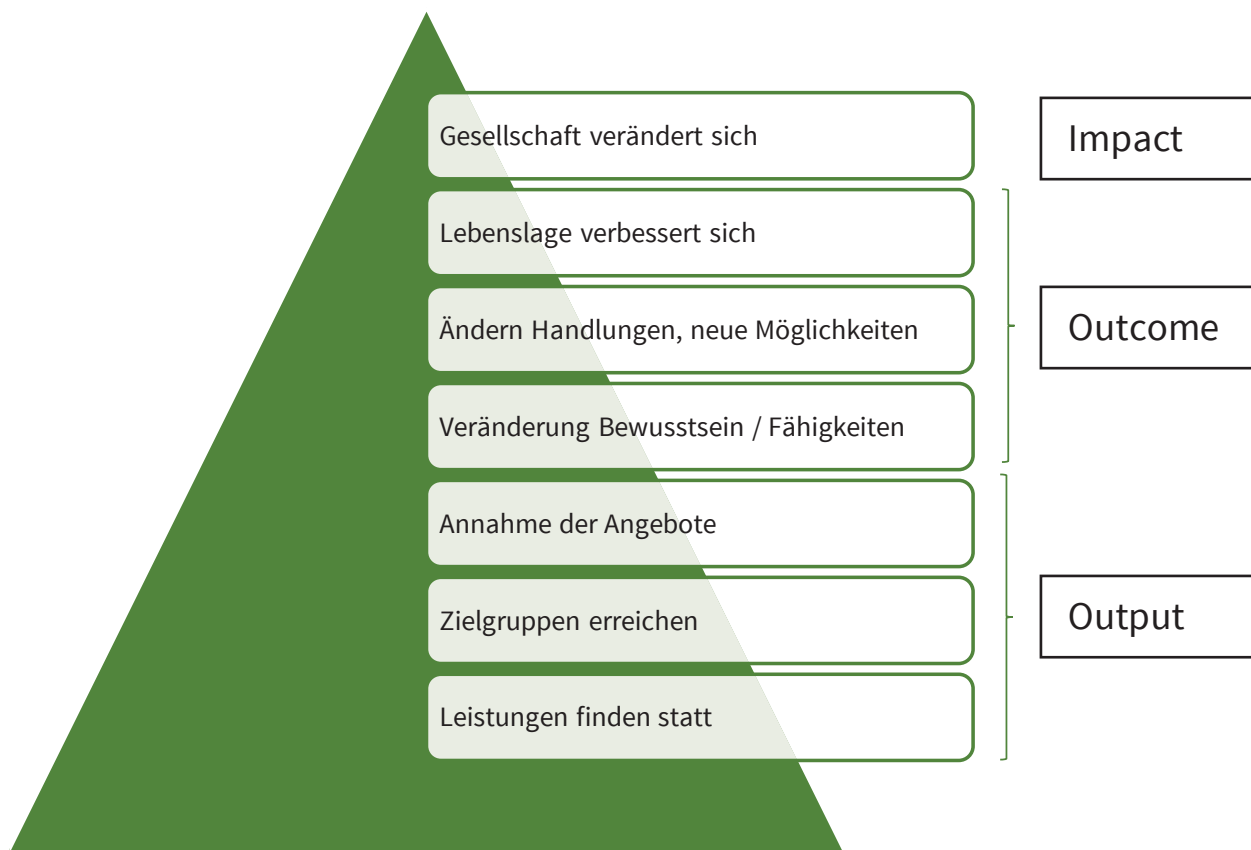 Gesellschaft verändert sich
Impact
Lebenslage verbessert sich
Ändern Handlungen, neue Möglichkeiten
Outcome
Veränderung Bewusstsein / Fähigkeiten
Annahme der Angebote
Zielgruppen erreichen
Output
Leistungen finden statt